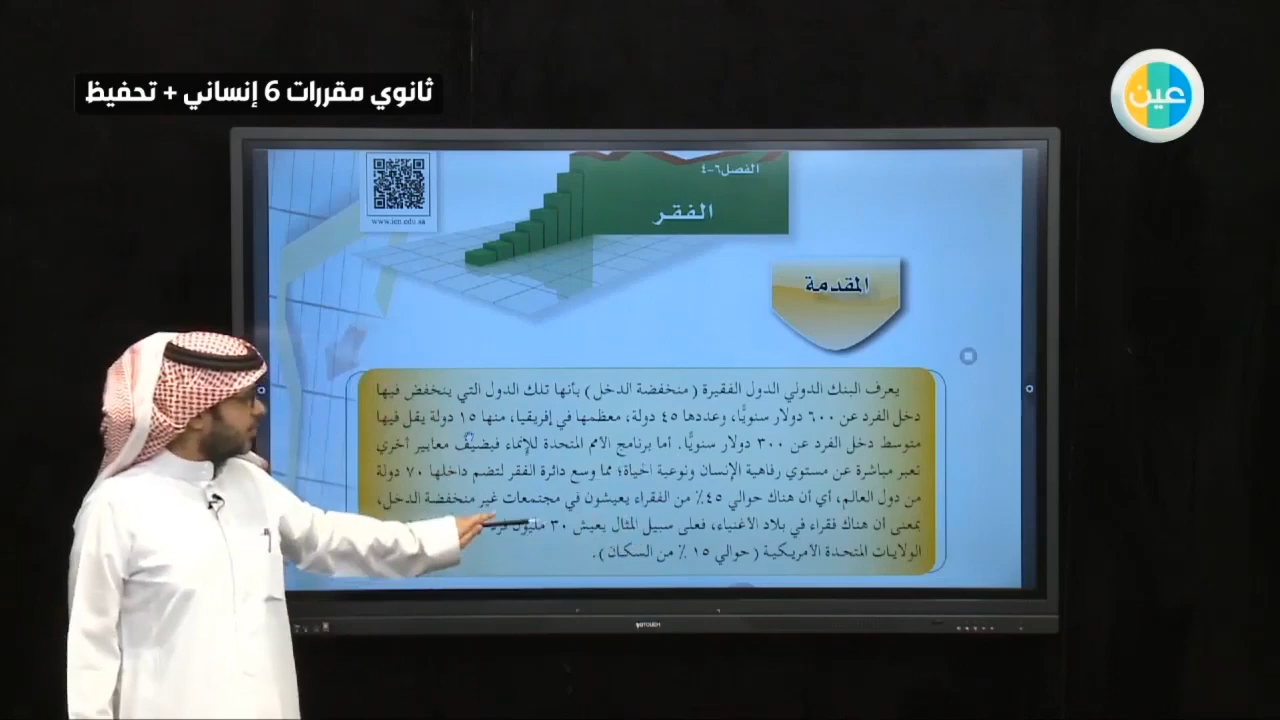 ثانوي مقررات 6 إنساني + تحفيظ
عين
الفصل ٦-٤
الفقر
www.ien.edu.sa
المقدمة
يعرف البنك الدولي الدول الفقيرة ( منخفضة الدخل ) بأنها تلك الدول التي ينخفض فيها
دخل الفرد عن ٦٠٠ دولار سنويًّا، وعددها ٤٥ دولة، معظمها في إفريقيا، منها ١٥ دولة يقل فيها
متوسط دخل الفرد عن ٣٠٠ دولار سنويًّا. أما برنامج الأمم المتحدة للإنماء فيضيف معايير أخري
تعبر مباشرة عن مستوي رفاهية الإنسان ونوعية الحياة؛ مما وسع دائرة الفقر لتضم داخلها ٧٠ دولة
من دول العالم، أي أن هناك حوالي ٤٥٪ من الفقراء يعيشون في مجتمعات غير منخفضة الدخل،
بمعنى أن هناك فقراء في بلاد الأغنياء، فعلى سبيل المثال يعيش ٣٠ مليون فرد
الولايات المتحدة الأمريكية ( حوالي ١٥ ٪ من السكان ) .